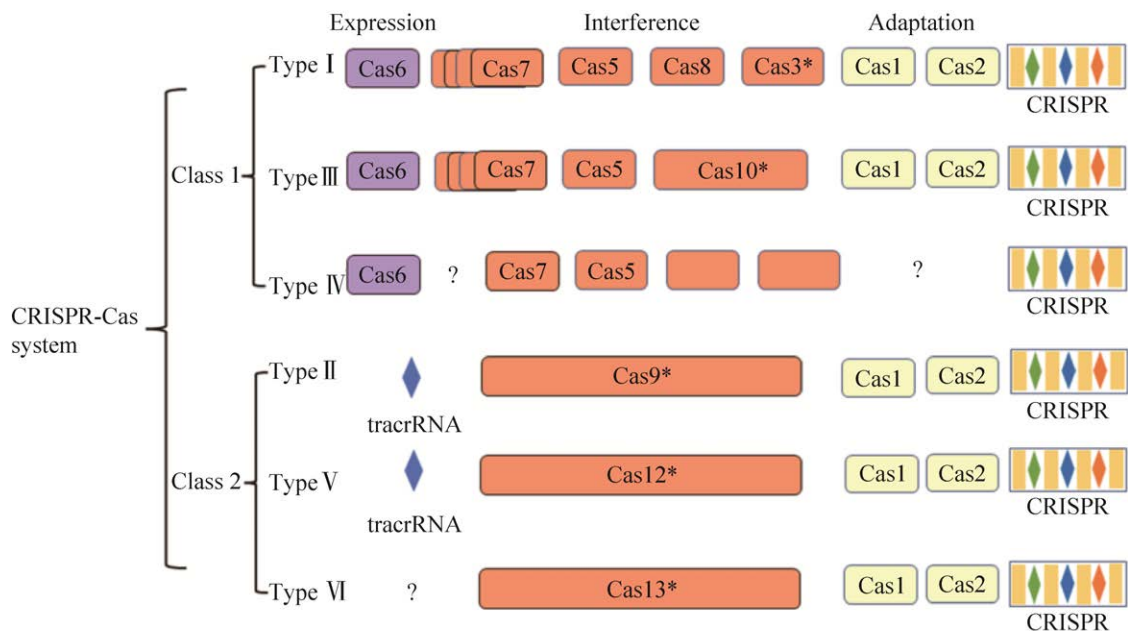 Expression Interference Adaptation
Type Ⅰ Cas6 Cas7 Cas5 Cas8 Cas3* Cas1 Cas2
CRISPR
Class 1 Type Ⅲ Cas6 Cas7 Cas5 Cas10* Cas1 Cas2
CRISPR
Type Ⅳ Cas6 ? Cas7 Cas5 ?
CRISPR
CRISPR-Cas
system
Type Ⅱ Cas9* Cas1 Cas2
tracrRNA CRISPR
Class 2 Type Ⅴ Cas12* Cas1 Cas2
tracrRNA CRISPR
Type Ⅵ ? Cas13* Cas1 Cas2
CRISPR